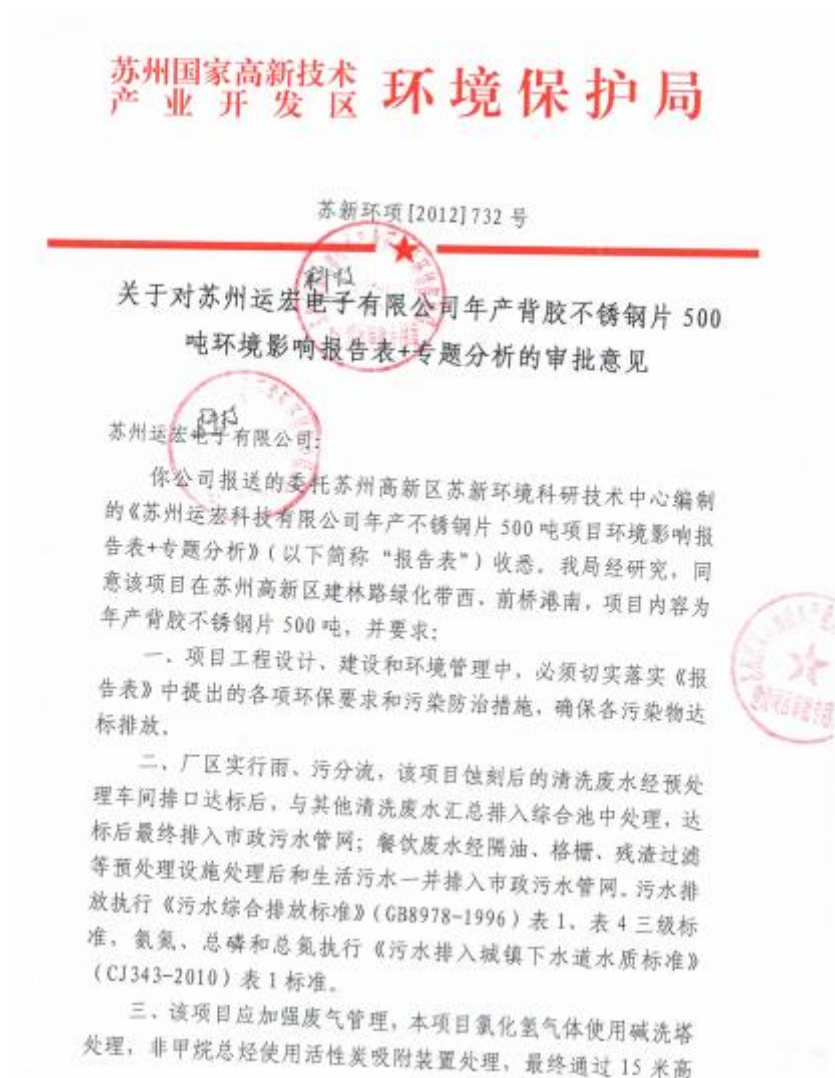 苏州国家高新技术
产业开发区 环境保护局
苏新环项[2012]732 号
科技
关于对苏州运宏电子有限公司年产背胶不锈钢片 500
吨环境影响报告表+专题分析的审批意见
科技
苏州运宏电子有限公司:
你公司报送的委托苏州高新区苏新环境科研技术中心编制
的《苏州运宏科技有限公司年产不锈钢片 500 吨项目环境影响报
告表+专题分析》(以下简称“报告表”)收悉。我局经研究,同
意该项目在苏州高新区建林路绿化带西、前桥港南,项目内容为
年产背胶不锈钢片 500 吨,并要求:
一、项目工程设计、建设和环境管理中,必须切实落实《报
告表》中提出的各项环保要求和污染防治措施,确保各污染物达
标排放。
二、厂区实行雨、污分流,该项目蚀刻后的清洗废水经预处
理车间排口达标后,与其他清洗废水汇总排入综合池中处理,达
标后最终排入市政污水管网;餐饮废水经隔油、格栅、残渣过滤
等预处理设施处理后和生活污水一并排入市政污水管网。污水排
放执行《污水综合排放标准》(GB8978-1996)表 1、表 4 三级标
准,氨氮、总磷和总氮执行《污水排入城镇下水道水质标准》
(CJ343-2010)表 1 标准。
三、该项目应加强废气管理,本项目氯化氢气体使用碱洗塔
处理,非甲烷总烃使用活性炭吸附装置处理,最终通过 15 米高